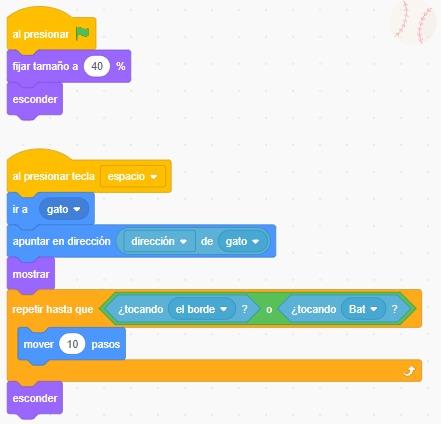 al presionar
fijar tamaño a 40 %
esconder
al presionar tecla espacio
ir a gato
apuntar en dirección dirección de gato
mostrar
repetir hasta que ¿tocando el borde ? o ¿tocando Bat ?
mover 10 pasos
esconder